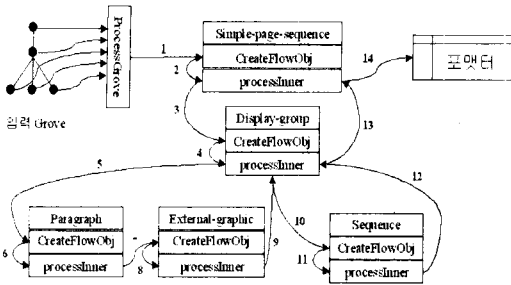 Simple-page-sequence
CreateFlowObj
processInner
ProcessGrove
1
2
3
14
포맷터
입력 Grove
13
Display-group
CreateFlowObj
processInner
4
5
12
Paragraph
CreateFlowObj
processInner
6
External-graphic
CreateFlowObj
processInner
8
9
10
Sequence
CreateFlowObj
processInner
11